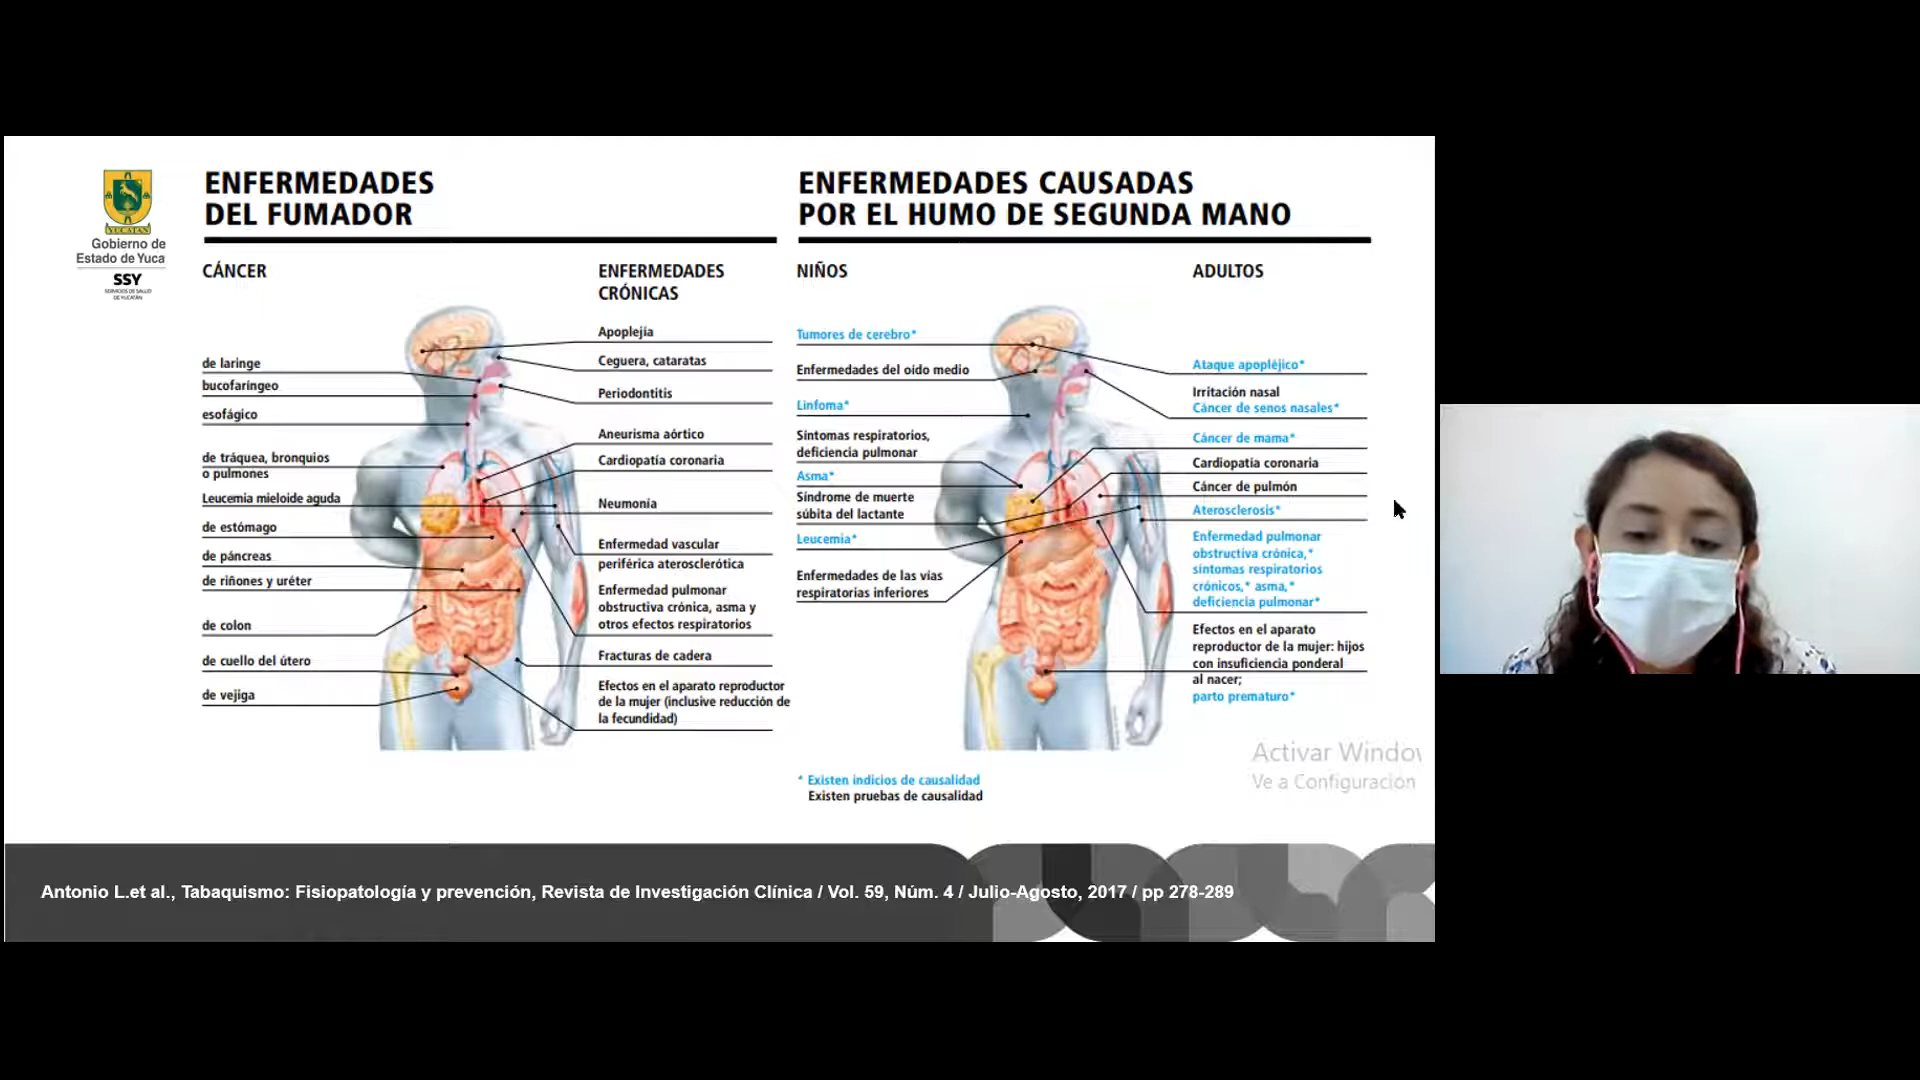 YUCATÁN
Gobierno de
Estado de Yuca
SSY
SERVICIOS DE SALUD
DE YUCATÁN
ENFERMEDADES
DEL FUMADOR
CÁNCER
de laringe
bucofaríngeo
esofágico
de tráquea, bronquios
o pulmones
Leucemia mieloide aguda
de estómago
de páncreas
de riñones y uréter
de colon
de cuello del útero
de vejiga
ENFERMEDADES
CRÓNICAS
Apoplejía
Ceguera, cataratas
Periodontitis
Aneurisma aórtico
Cardiopatía coronaria
Neumonía
Enfermedad vascular
periférica aterosclerótica
Enfermedad pulmonar
obstructiva crónica, asma y
otros efectos respiratorios
Fracturas de cadera
Efectos en el aparato reproductor
de la mujer (inclusive reducción de
la fecundidad)
ENFERMEDADES CAUSADAS
POR EL HUMO DE SEGUNDA MANO
NIÑOS
Tumores de cerebro*
Enfermedades del oído medio
Linfoma*
Síntomas respiratorios,
deficiencia pulmonar
Asma*
Síndrome de muerte
súbita del lactante
Leucemia*
Enfermedades de las vías
respiratorias inferiores
ADULTOS
Ataque apopléjico*
Irritación nasal
Cáncer de senos nasales*
Cáncer de mama*
Cardiopatía coronaria
Cáncer de pulmón
Aterosclerosis*
Enfermedad pulmonar
obstructiva crónica,*
síntomas respiratorios
crónicos,* asma,*
deficiencia pulmonar*
Efectos en el aparato
reproductor de la mujer: hijos
con insuficiencia ponderal
al nacer;
parto prematuro*
* Existen indicios de causalidad
Existen pruebas de causalidad
Activar Window
Ve a Configuración
Antonio L.et al., Tabaquismo: Fisiopatología y prevención, Revista de Investigación Clínica / Vol. 59, Núm. 4 / Julio-Agosto, 2017 / pp 278-289